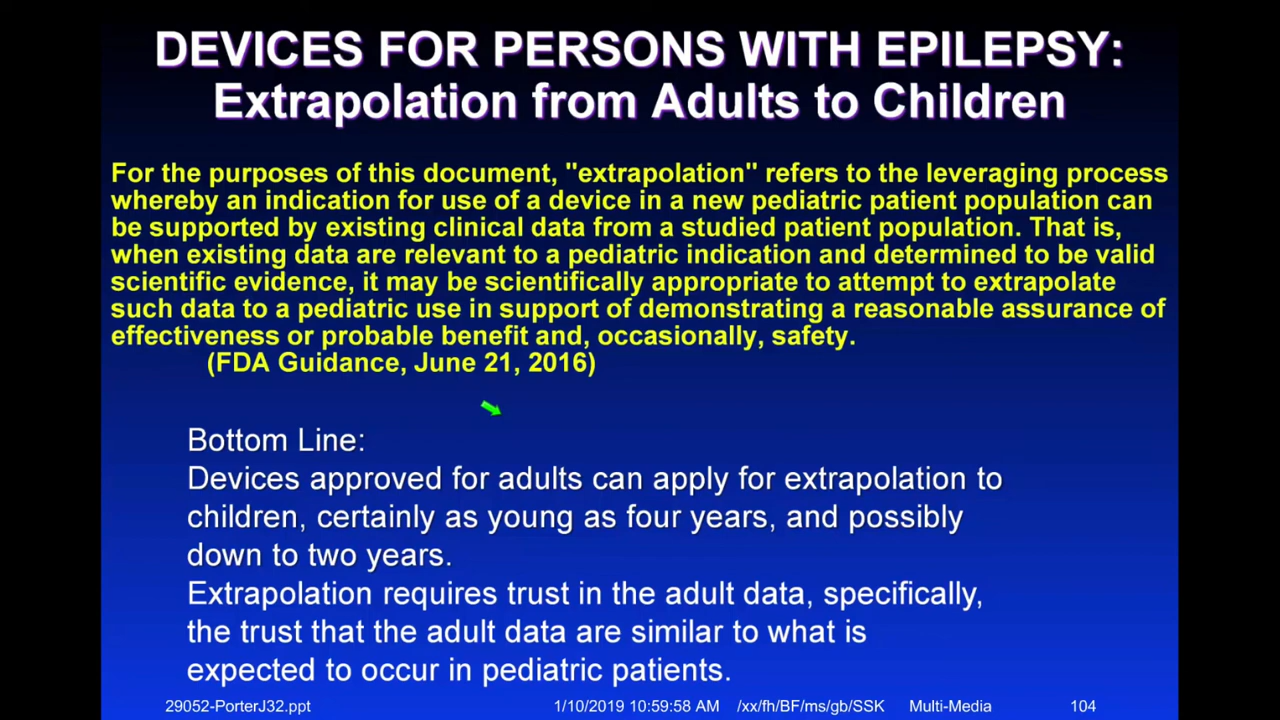 DEVICES FOR PERSONS WITH EPILEPSY:
Extrapolation from Adults to Children
For the purposes of this document, "extrapolation" refers to the leveraging process
whereby an indication for use of a device in a new pediatric patient population can
be supported by existing clinical data from a studied patient population. That is,
when existing data are relevant to a pediatric indication and determined to be valid
scientific evidence, it may be scientifically appropriate to attempt to extrapolate
such data to a pediatric use in support of demonstrating a reasonable assurance of
effectiveness or probable benefit and, occasionally, safety.
(FDA Guidance, June 21, 2016)
Bottom Line:
Devices approved for adults can apply for extrapolation to
children, certainly as young as four years, and possibly
down to two years.
Extrapolation requires trust in the adult data, specifically,
the trust that the adult data are similar to what is
expected to occur in pediatric patients.
29052-PorterJ32.ppt 1/10/2019 10:59:58 AM /xx/fh/BF/ms/gb/SSK Multi-Media 104